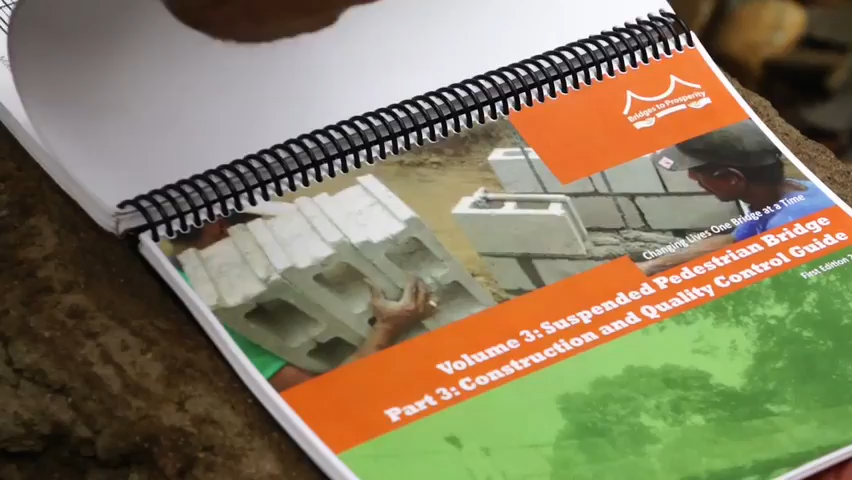 Bridges to Prosperity
Changing Lives One Bridge at a Time
Volume 3: Suspended Pedestrian Bridge
Part 3: Construction and Quality Control Guide
First Edition